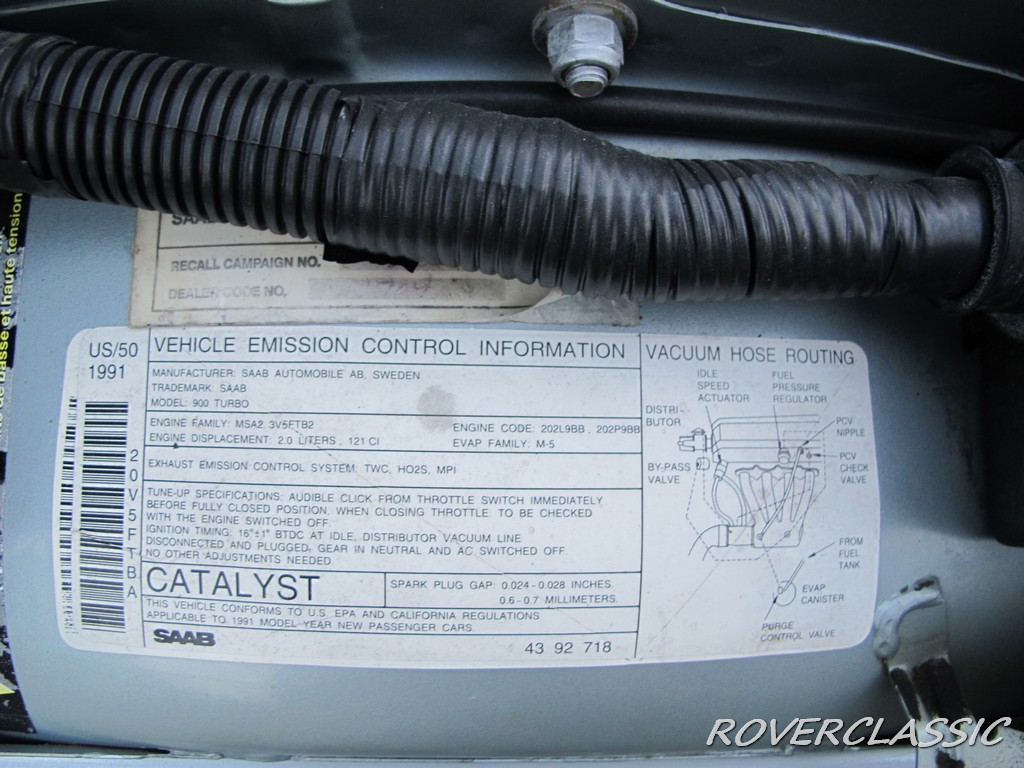 de basse et haute tension
SAAB
RECALL CAMPAIGN NO.
DEALER CODE NO.
US/50
1991
20V5FTBA
VEHICLE EMISSION CONTROL INFORMATION
MANUFACTURER: SAAB AUTOMOBILE AB, SWEDEN
TRADEMARK: SAAB
MODEL: 900 TURBO
ENGINE FAMILY: MSA2.3V5FTB2
ENGINE CODE: 202L9BB , 202P9BB
ENGINE DISPLACEMENT: 2.0 LITERS , 121 CI
EVAP FAMILY: M-5
EXHAUST EMISSION CONTROL SYSTEM: TWC, HO2S, MPI
TUNE-UP SPECIFICATIONS: AUDIBLE CLICK FROM THROTTLE SWITCH IMMEDIATELY
BEFORE FULLY CLOSED POSITION, WHEN CLOSING THROTTLE. TO BE CHECKED
WITH THE ENGINE SWITCHED OFF.
IGNITION TIMING: 16°±1° BTDC AT IDLE, DISTRIBUTOR VACUUM LINE
DISCONNECTED AND PLUGGED, GEAR IN NEUTRAL AND AC SWITCHED OFF.
NO OTHER ADJUSTMENTS NEEDED.
CATALYST
SPARK PLUG GAP: 0.024-0.028 INCHES.
0.6-0.7 MILLIMETERS.
THIS VEHICLE CONFORMS TO U.S. EPA AND CALIFORNIA REGULATIONS
APPLICABLE TO 1991 MODEL YEAR NEW PASSENGER CARS.
SAAB
43 92 718
VACUUM HOSE ROUTING
IDLE
SPEED
ACTUATOR
FUEL
PRESSURE
REGULATOR
DISTRI-
BUTOR
PCV
NIPPLE
BY-PASS
VALVE
PCV
CHECK
VALVE
FROM
FUEL
TANK
EVAP
CANISTER
PURGE
CONTROL VALVE
ROVERCLASSIC